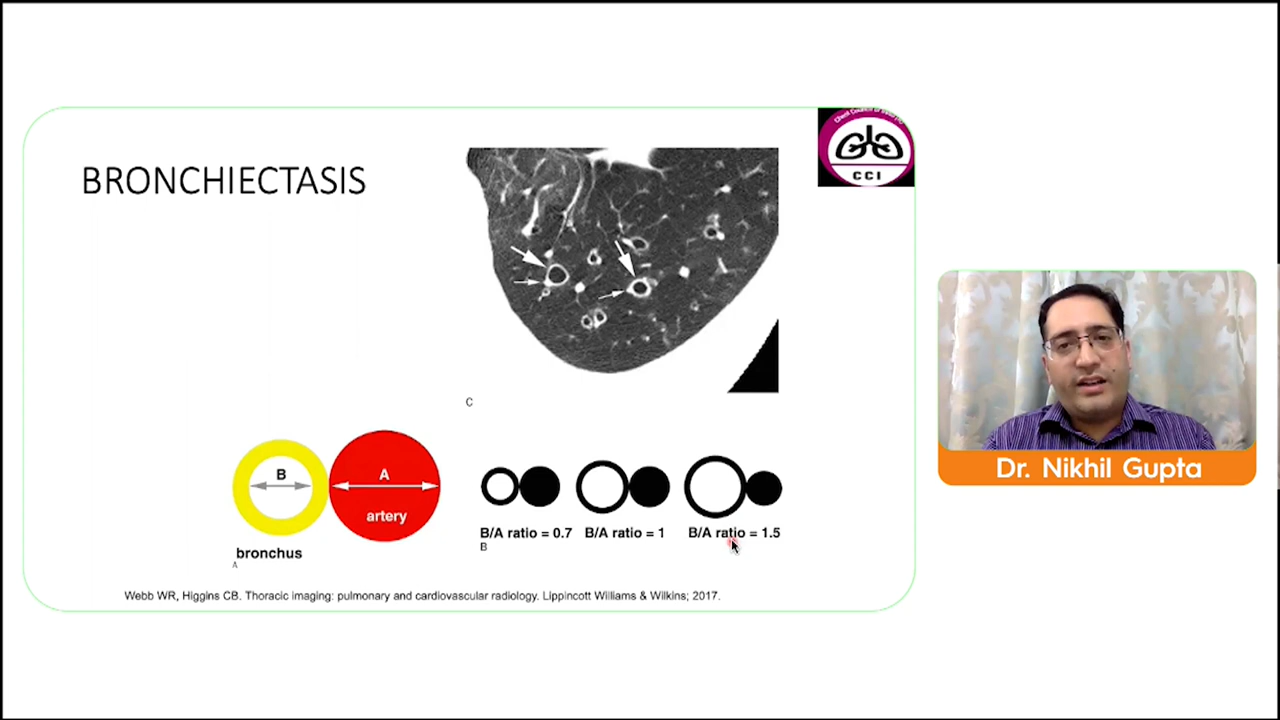 BRONCHIECTASIS
CCI
C
B
A
artery
bronchus
A
B/A ratio = 0.7
B/A ratio = 1
B/A ratio = 1.5
B
Webb WR, Higgins CB. Thoracic imaging: pulmonary and cardiovascular radiology. Lippincott Williams & Wilkins; 2017.
Dr. Nikhil Gupta